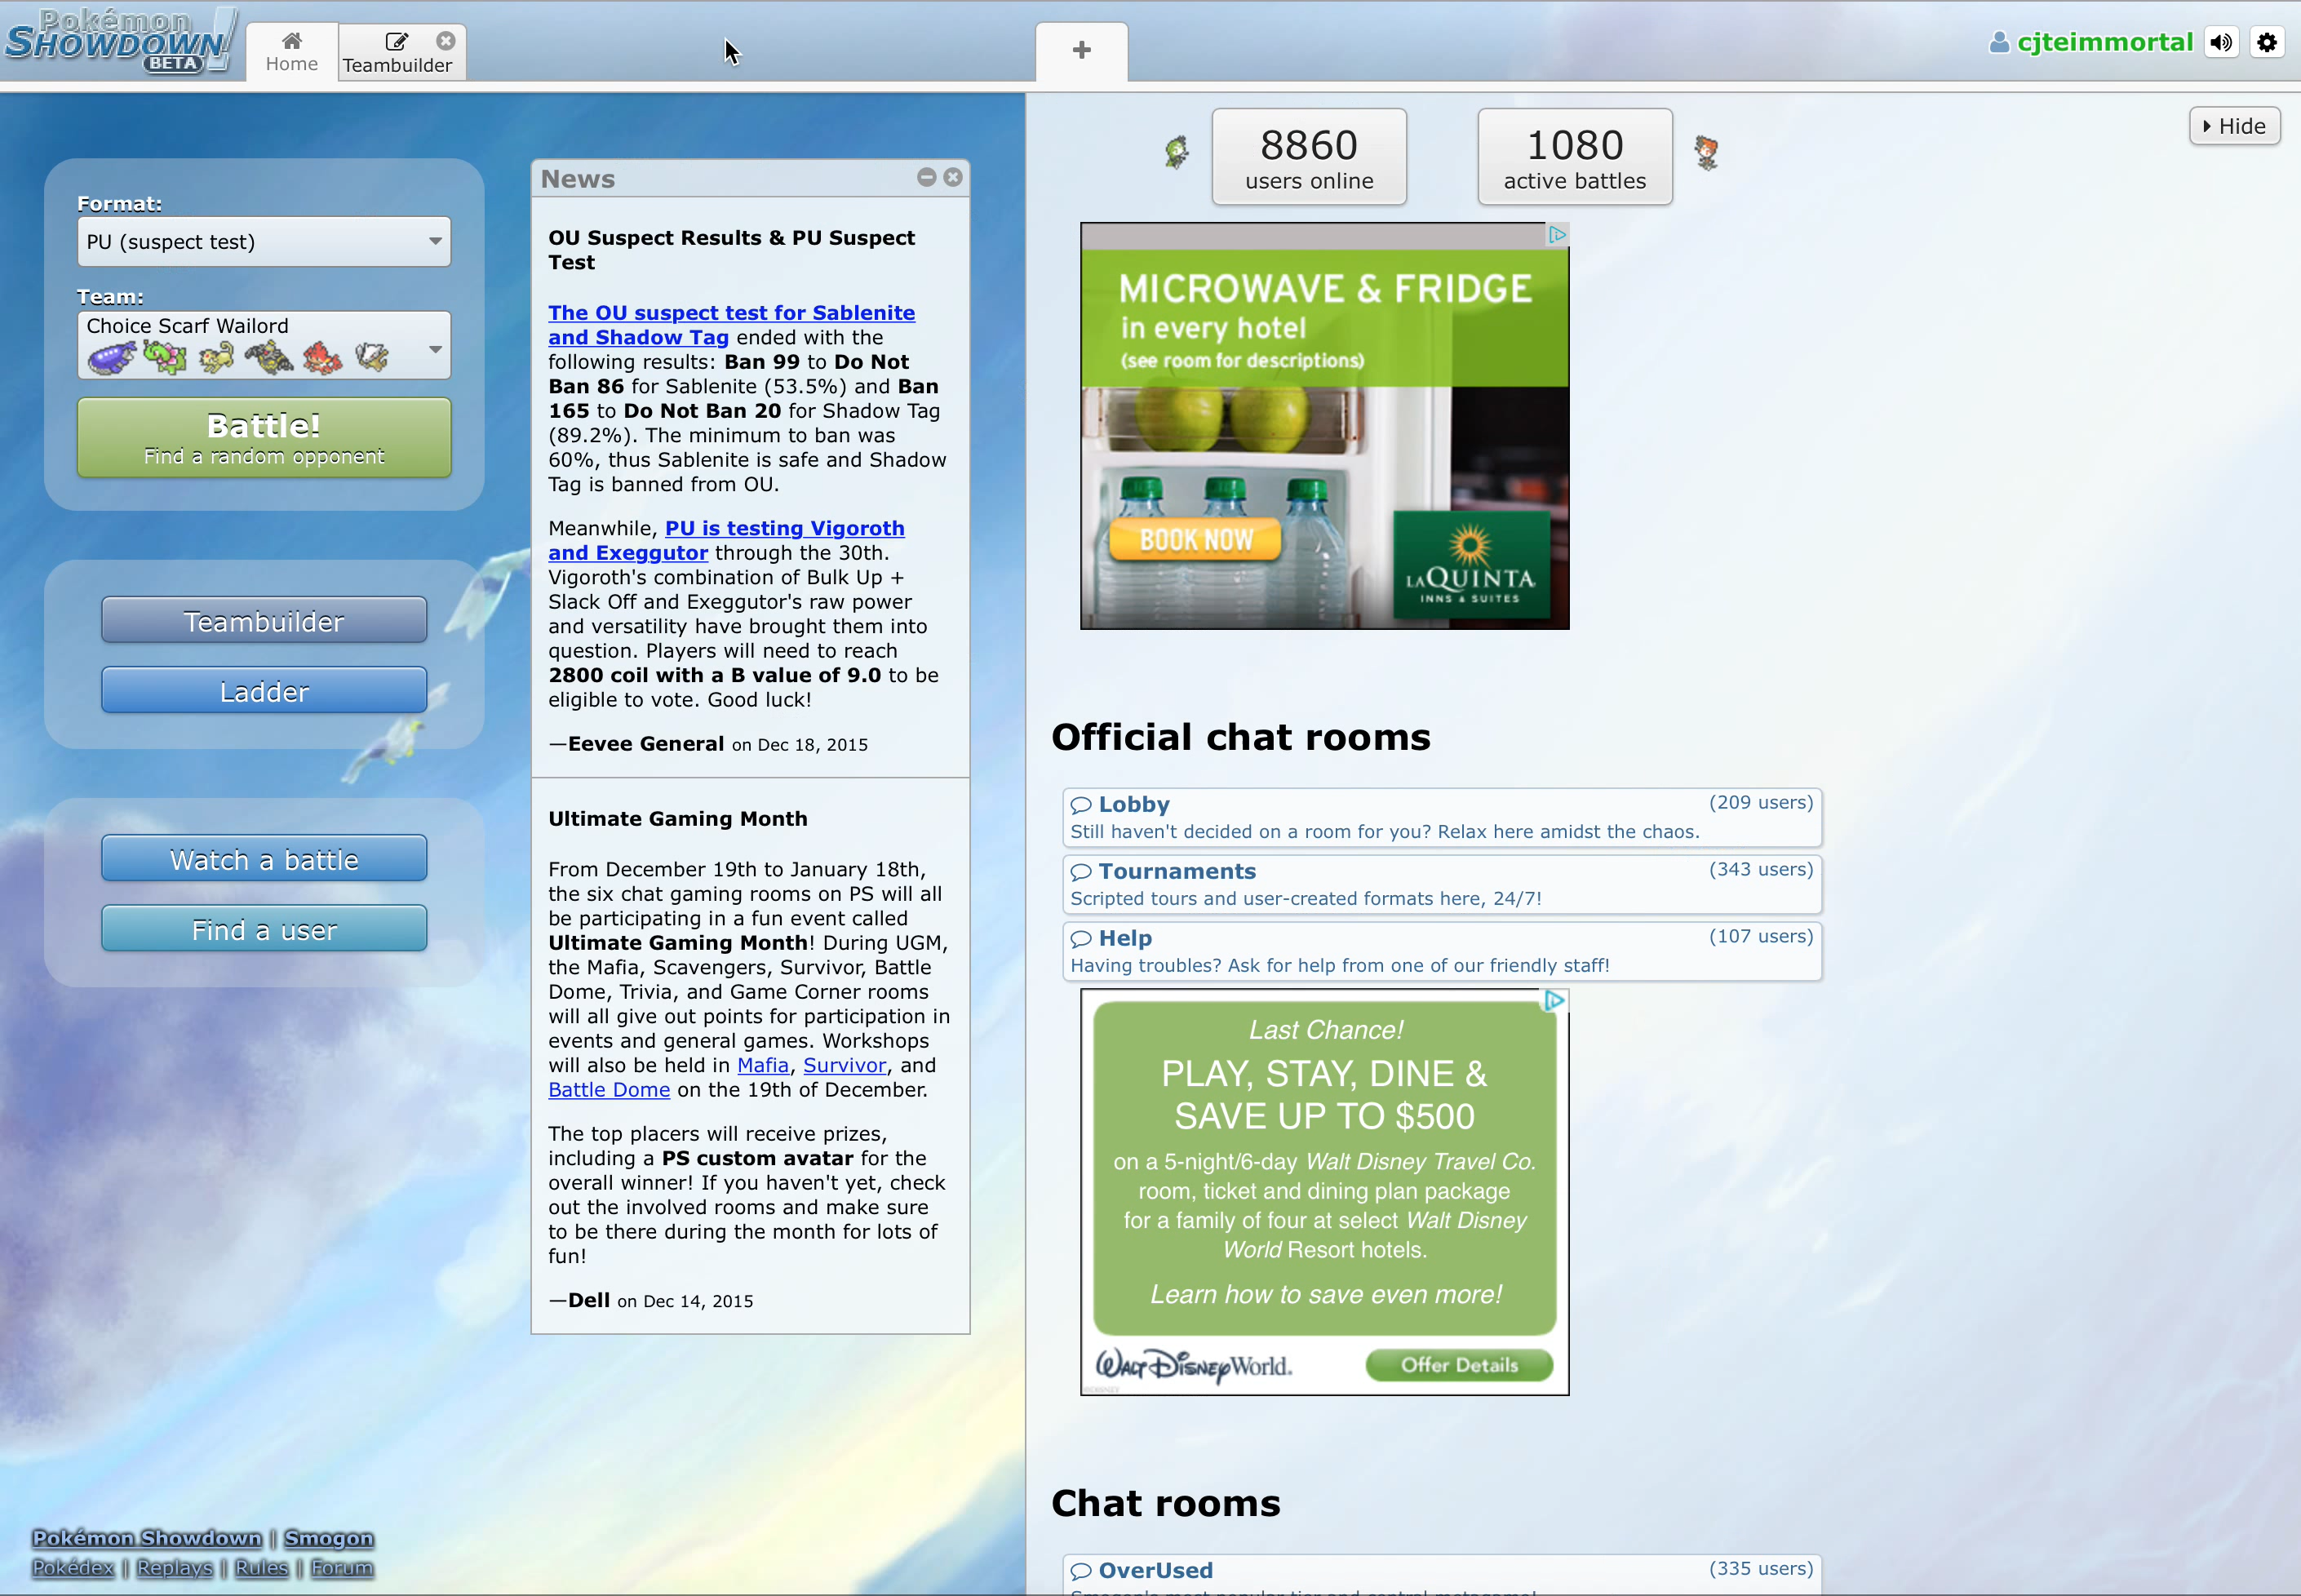 Pokémon
SHOWDOWN!
BETA
Home
Teambuilder
+
cjteimmortal
Format:
PU (suspect test)
Team:
Choice Scarf Wailord
Battle!
Find a random opponent
Teambuilder
Ladder
Watch a battle
Find a user
Pokémon Showdown | Smogon
Pokédex | Replays | Rules | Forum
News
OU Suspect Results & PU Suspect
Test
The OU suspect test for Sablenite
and Shadow Tag ended with the
following results: Ban 99 to Do Not
Ban 86 for Sablenite (53.5%) and Ban
165 to Do Not Ban 20 for Shadow Tag
(89.2%). The minimum to ban was
60%, thus Sablenite is safe and Shadow
Tag is banned from OU.
Meanwhile, PU is testing Vigoroth
and Exeggutor through the 30th.
Vigoroth's combination of Bulk Up +
Slack Off and Exeggutor's raw power
and versatility have brought them into
question. Players will need to reach
2800 coil with a B value of 9.0 to be
eligible to vote. Good luck!
—Eevee General on Dec 18, 2015
Ultimate Gaming Month
From December 19th to January 18th,
the six chat gaming rooms on PS will all
be participating in a fun event called
Ultimate Gaming Month! During UGM,
the Mafia, Scavengers, Survivor, Battle
Dome, Trivia, and Game Corner rooms
will all give out points for participation in
events and general games. Workshops
will also be held in Mafia, Survivor, and
Battle Dome on the 19th of December.
The top placers will receive prizes,
including a PS custom avatar for the
overall winner! If you haven't yet, check
out the involved rooms and make sure
to be there during the month for lots of
fun!
—Dell on Dec 14, 2015
Hide
8860
users online
1080
active battles
MICROWAVE & FRIDGE
in every hotel
(see room for descriptions)
BOOK NOW
LAQUINTA
INNS & SUITES
Official chat rooms
Lobby (209 users)
Still haven't decided on a room for you? Relax here amidst the chaos.
Tournaments (343 users)
Scripted tours and user-created formats here, 24/7!
Help (107 users)
Having troubles? Ask for help from one of our friendly staff!
Last Chance!
PLAY, STAY, DINE &
SAVE UP TO $500
on a 5-night/6-day Walt Disney Travel Co.
room, ticket and dining plan package
for a family of four at select Walt Disney
World Resort hotels.
Learn how to save even more!
WALT DISNEY World.
Offer Details
Chat rooms
OverUsed (335 users)